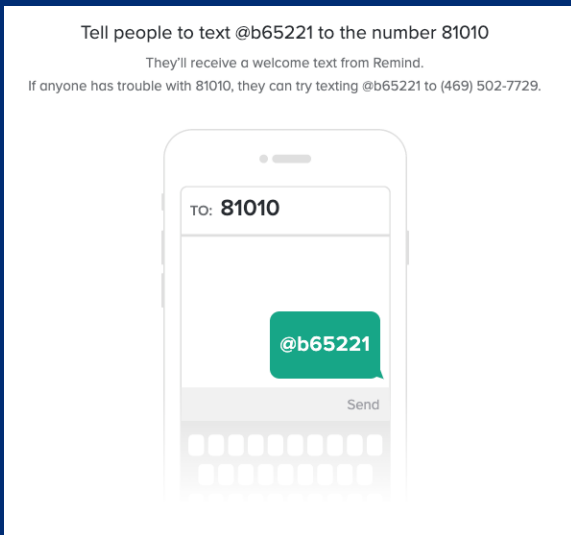 Tell people to text @b65221 to the number 81010
They'll receive a welcome text from Remind.
If anyone has trouble with 81010, they can try texting @b65221 to (469) 502-7729.
TO: 81010
@b65221
Send